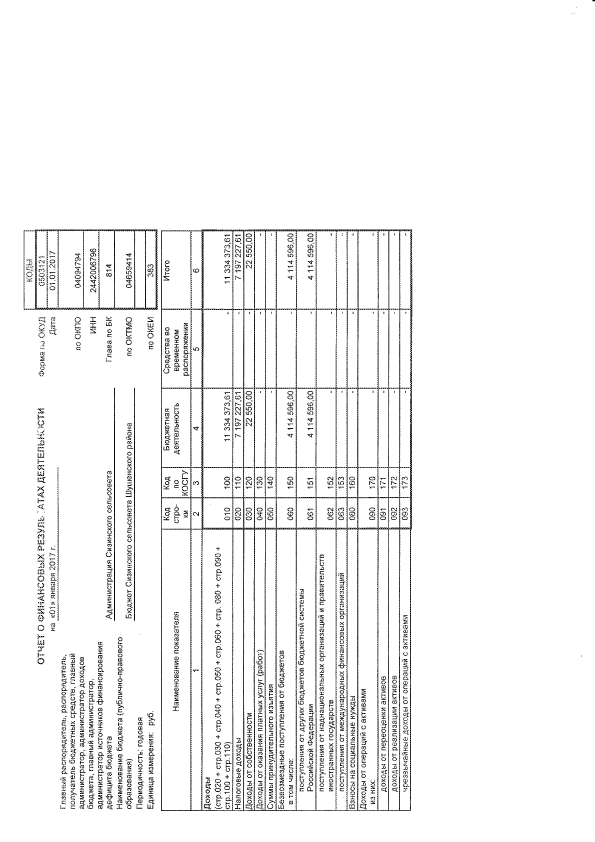 ОТЧЕТ О ФИНАНСОВЫХ РЕЗУЛЬТАТАХ ДЕЯТЕЛЬНОСТИ
на «01» января 2017 г.
КОДЫ
Форма по ОКУД 0503121
Дата 01.01.2017
Главный распорядитель, распорядитель,
получатель бюджетных средств, главный
администратор, администратор доходов
бюджета, главный администратор,
администратор источников финансирования
дефицита бюджета Администрация Сизинского сельсовета
по ОКПО 04094794
ИНН 2442006796
Глава по БК 814
Наименование бюджета (публично-правового
образования) Бюджет Сизинского сельсовета Шушенского района по ОКТМО 04659414
Периодичность: годовая
Единица измерения: руб. по ОКЕИ 383
Наименование показателя Код стро-ки Код по КОСГУ Бюджетная деятельность Средства во временном распоряжении Итого
1 2 3 4 5 6
Доходы
(стр.020 + стр.030 + стр.040 + стр.050 + стр.060 + стр. 080 + стр.090 +
стр.100 + стр.110) 010 100 11 334 373,61 - 11 334 373,61
Налоговые доходы 020 110 7 197 227,61 - 7 197 227,61
Доходы от собственности 030 120 22 550,00 - 22 550,00
Доходы от оказания платных услуг (работ) 040 130 - - -
Суммы принудительного изъятия 050 140 - - -
Безвозмездные поступления от бюджетов 060 150 4 114 596,00 - 4 114 596,00
в том числе:
поступления от других бюджетов бюджетной системы
Российской Федерации 061 151 4 114 596,00 - 4 114 596,00
поступления от наднациональных организаций и правительств
иностранных государств 062 152 - - -
поступления от международных финансовых организаций 063 153 - - -
Взносы на социальные нужды 080 160 - - -
Доходы от операций с активами 090 170 - - -
из них:
доходы от переоценки активов 091 171 - - -
доходы от реализации активов 092 172 - - -
чрезвычайные доходы от операций с активами 093 173 - - -